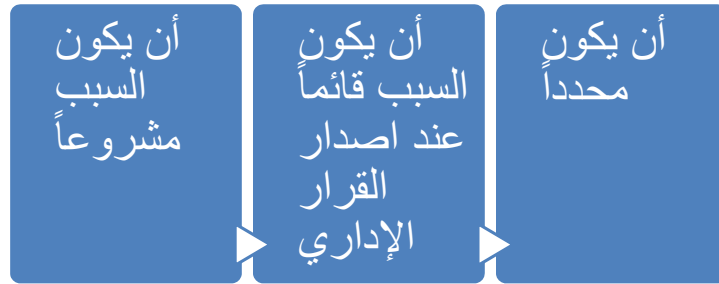 أن يكون
السبب
مشروعاً
أن يكون
السبب قائماً
عند اصدار
القرار
الإداري
أن يكون
محدداً